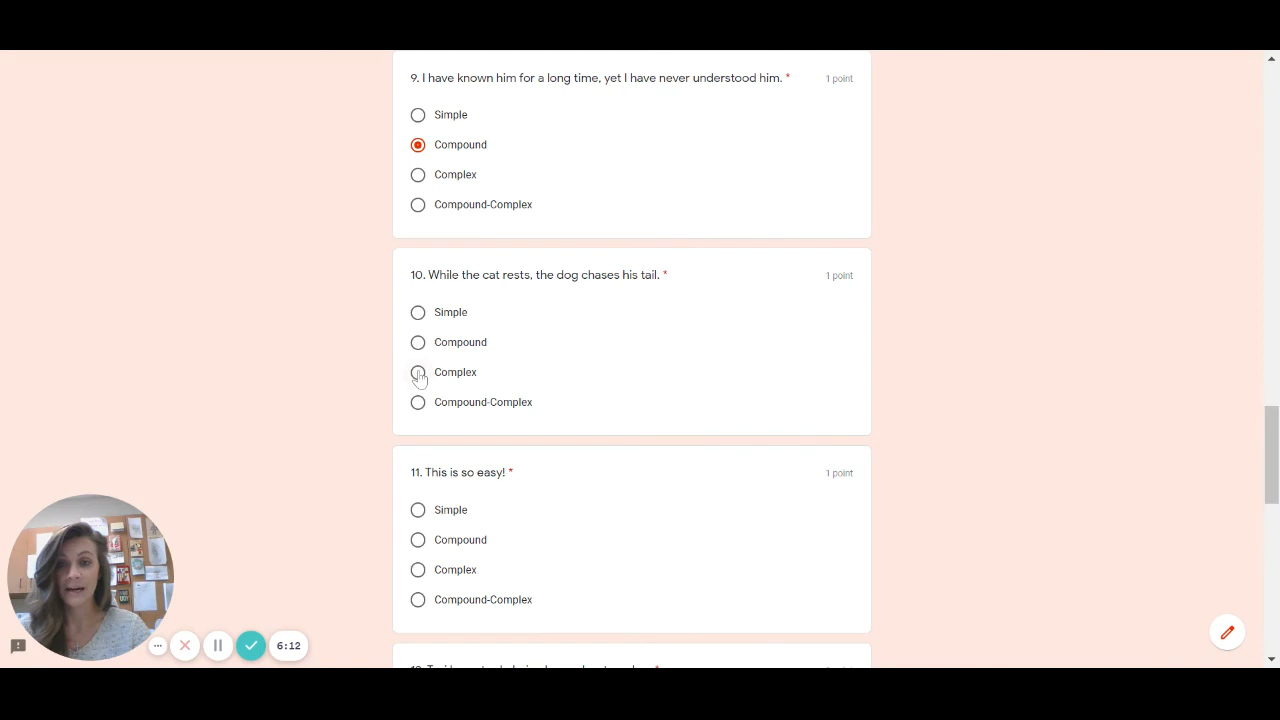 9. I have known him for a long time, yet I have never understood him. * 1 point
Simple
Compound
Complex
Compound-Complex
10. While the cat rests, the dog chases his tail. * 1 point
Simple
Compound
Complex
Compound-Complex
11. This is so easy! * 1 point
Simple
Compound
Complex
Compound-Complex
6:12